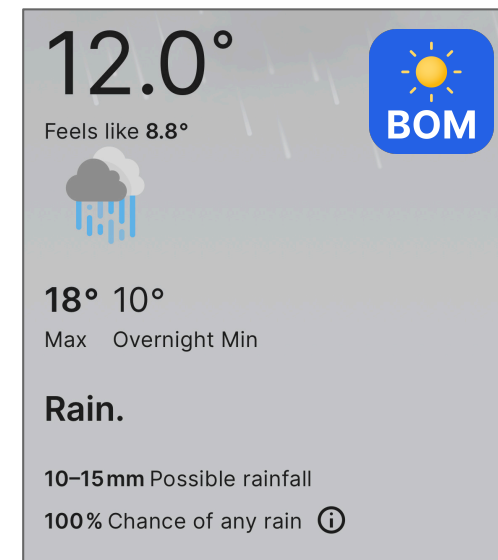 12.0°
BOM
Feels like 8.8°
18° 10°
Max Overnight Min
Rain.
10–15mm Possible rainfall
100% Chance of any rain